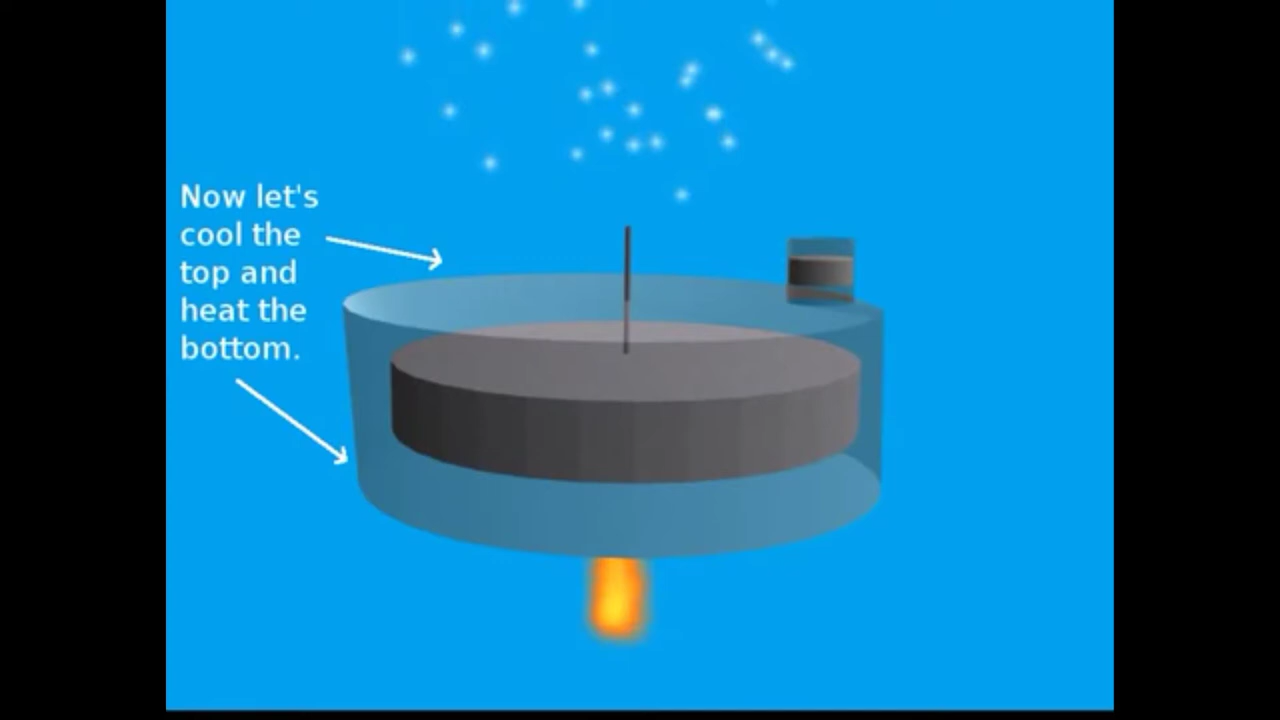 Now let's
cool the
top and
heat the
bottom.